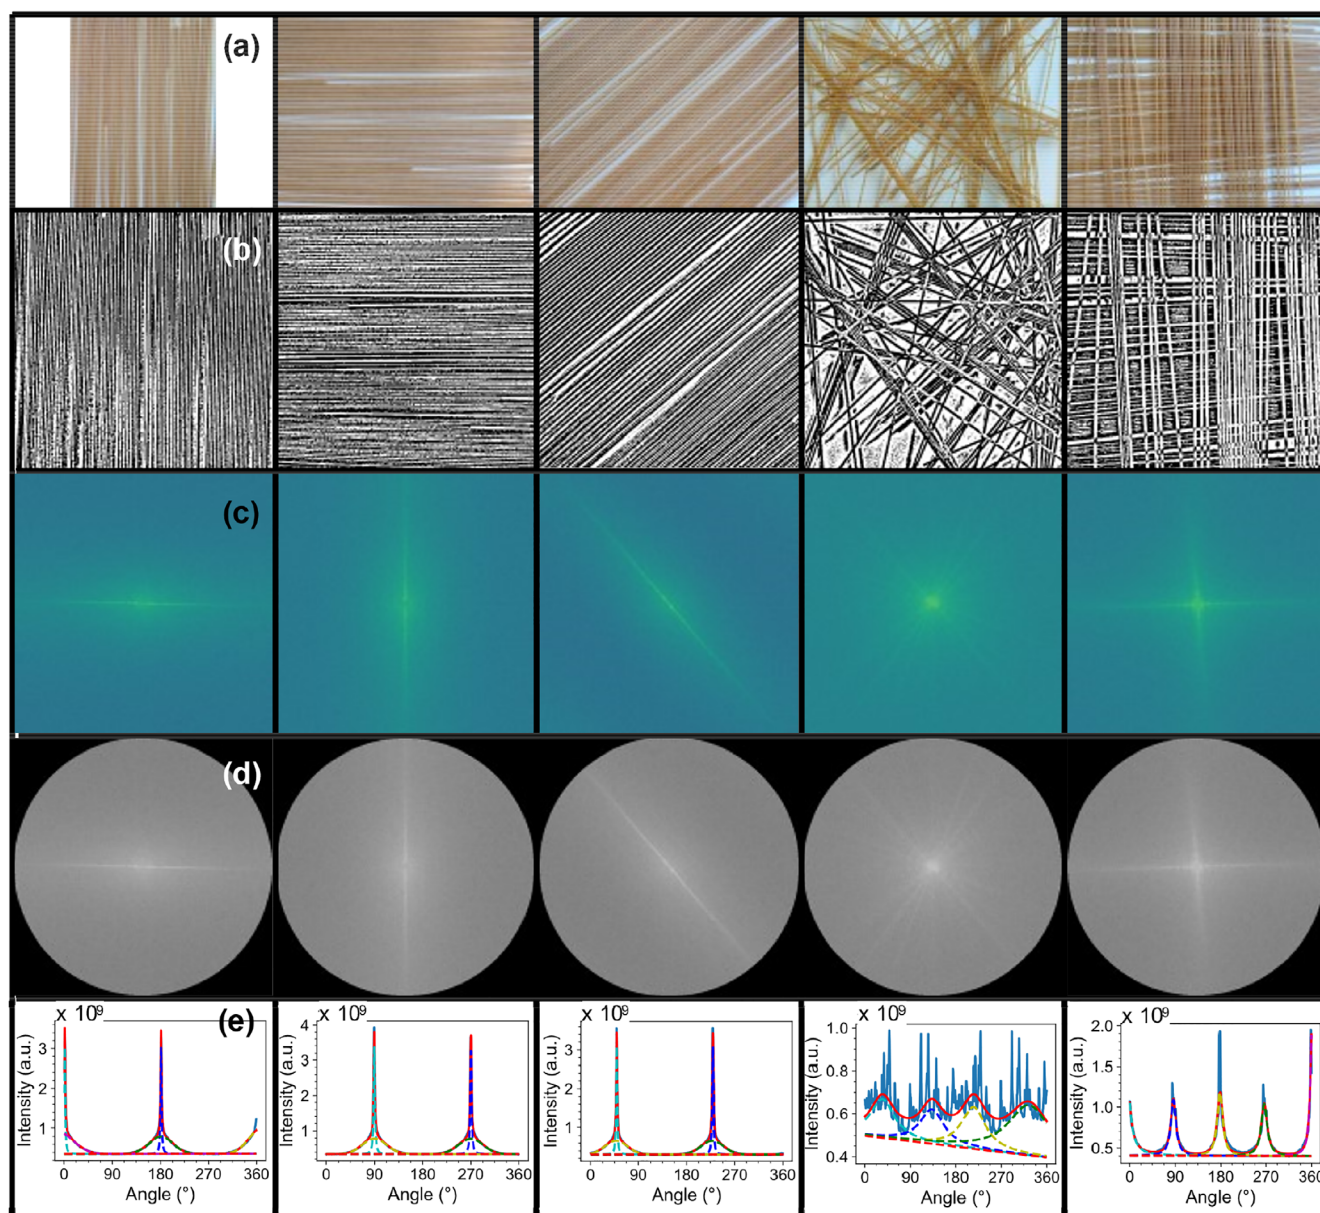 (a)
(b)
(c)
(d)
(e)
x 10⁹
Intensity (a.u.)
3
2
1
0 90 180 270 360
Angle (°)
x 10⁹
Intensity (a.u.)
4
3
2
1
0 90 180 270 360
Angle (°)
x 10⁹
Intensity (a.u.)
3
2
1
0 90 180 270 360
Angle (°)
x 10⁹
Intensity (a.u.)
1.0
0.8
0.6
0.4
0 90 180 270 360
Angle (°)
x 10⁹
Intensity (a.u.)
2.0
1.5
1.0
0.5
0 90 180 270 360
Angle (°)